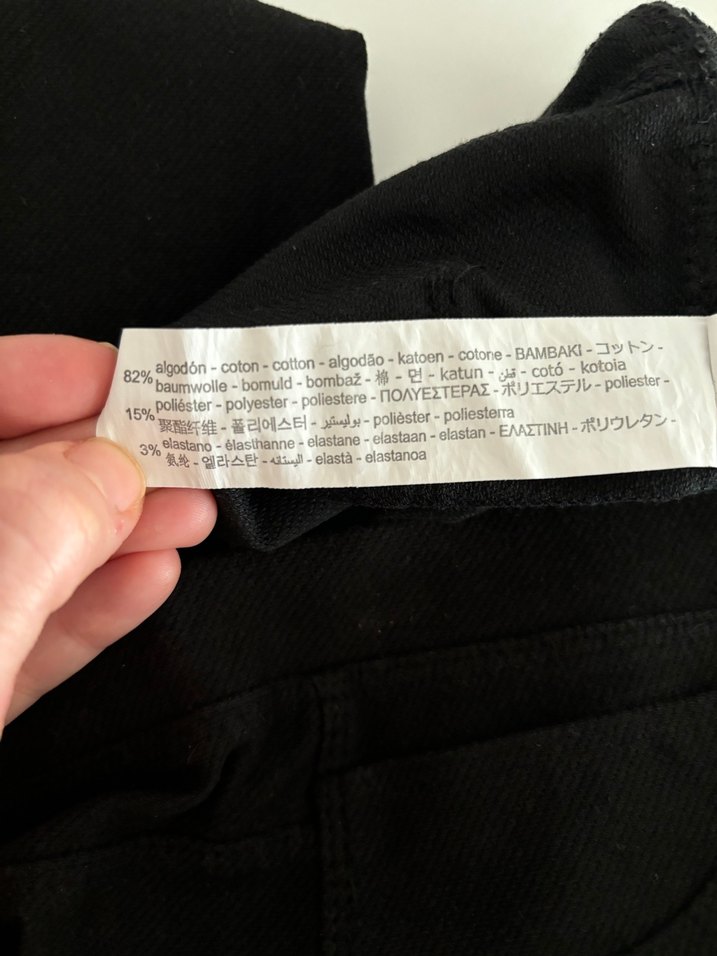 82% algodón - coton - cotton - algodão - katoen - cotone - BAMBAKI - コットン -
baumwolle - bomuld - bombaž - 棉 - 면 - katun - قطن - cotó - kotoia
15% poliéster - polyester - poliestere - ΠΟΛΥΕΣΤΕΡΑΣ - ポリエステル - poliester -
聚酯纤维 - 폴리에스터 - بوليستير - polièster - poliesterra
3% elastano - élasthanne - elastane - elastaan - elastan - ΕΛΑΣΤΙΝΗ - ポリウレタン -
氨纶 - 엘라스탄 - اليستانه - elastà - elastanoa